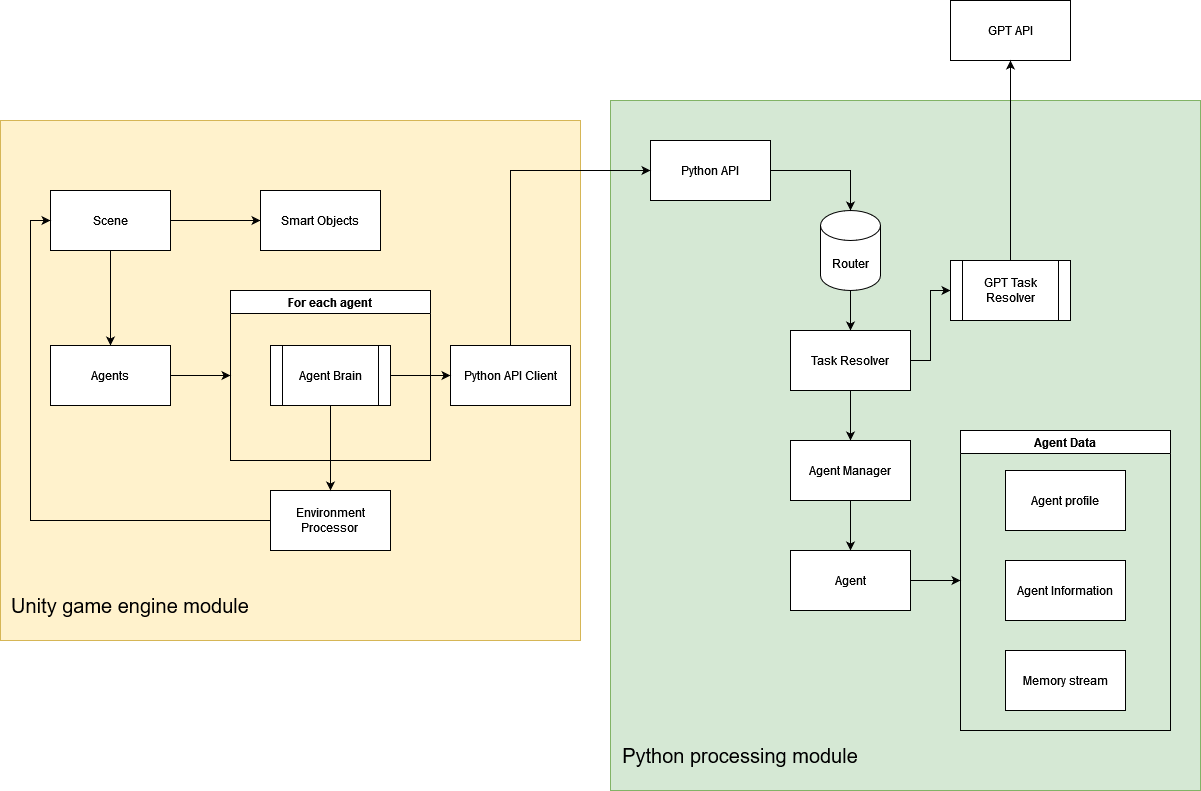 GPT API
Python API
Scene
Smart Objects
Router
GPT Task
Resolver
For each agent
Agents
Agent Brain
Python API Client
Task Resolver
Agent Manager
Agent Data
Agent profile
Environment
Processor
Agent
Agent Information
Unity game engine module
Memory stream
Python processing module